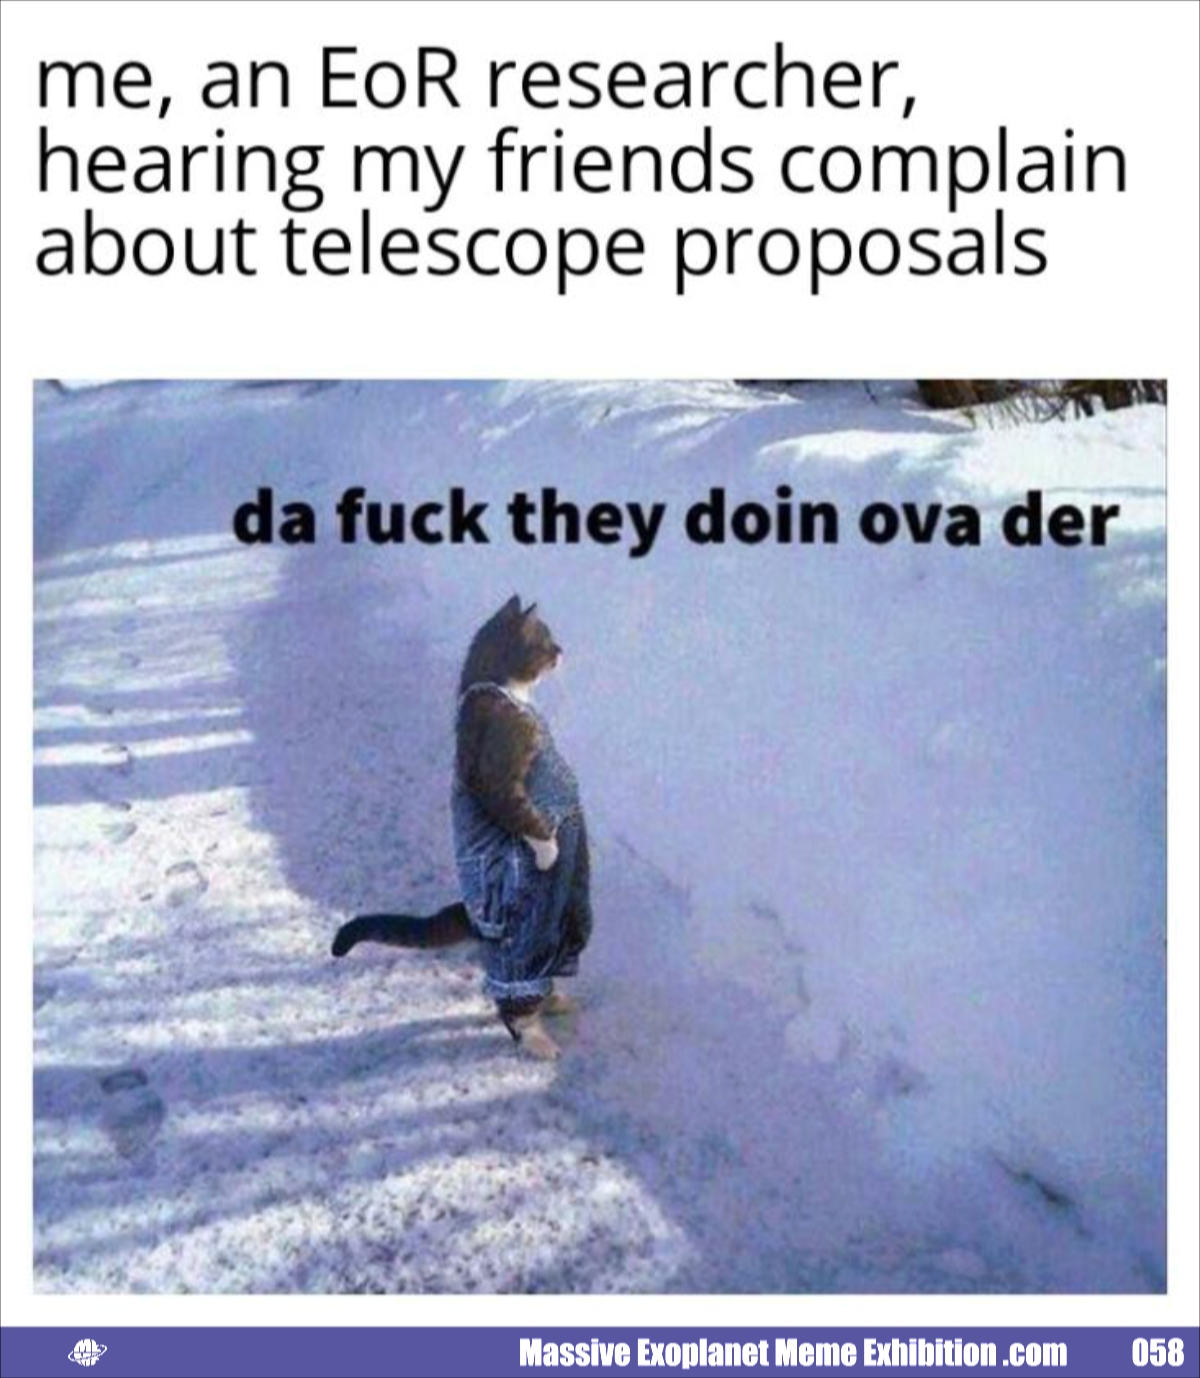 me, an EoR researcher,
hearing my friends complain
about telescope proposals
da fuck they doin ova der
Massive Exoplanet Meme Exhibition .com 058